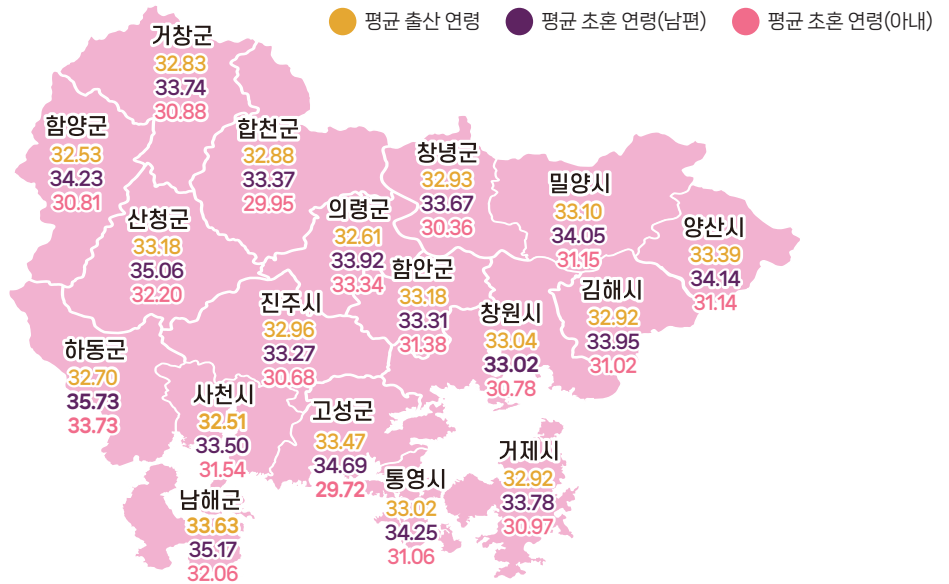 평균 출산 연령
평균 초혼 연령(남편)
평균 초혼 연령(아내)
거창군
32.83
33.74
30.88
함양군
32.53
34.23
30.81
합천군
32.88
33.37
29.95
창녕군
32.93
33.67
30.36
밀양시
33.10
34.05
31.15
양산시
33.39
34.14
31.14
산청군
33.18
35.06
32.20
의령군
32.61
33.92
33.34
함안군
33.18
33.31
31.38
김해시
32.92
33.95
31.02
진주시
32.96
33.27
30.68
창원시
33.04
33.02
30.78
하동군
32.70
35.73
33.73
사천시
32.51
33.50
31.54
고성군
33.47
34.69
29.72
거제시
32.92
33.78
30.97
통영시
33.02
34.25
31.06
남해군
33.63
35.17
32.06